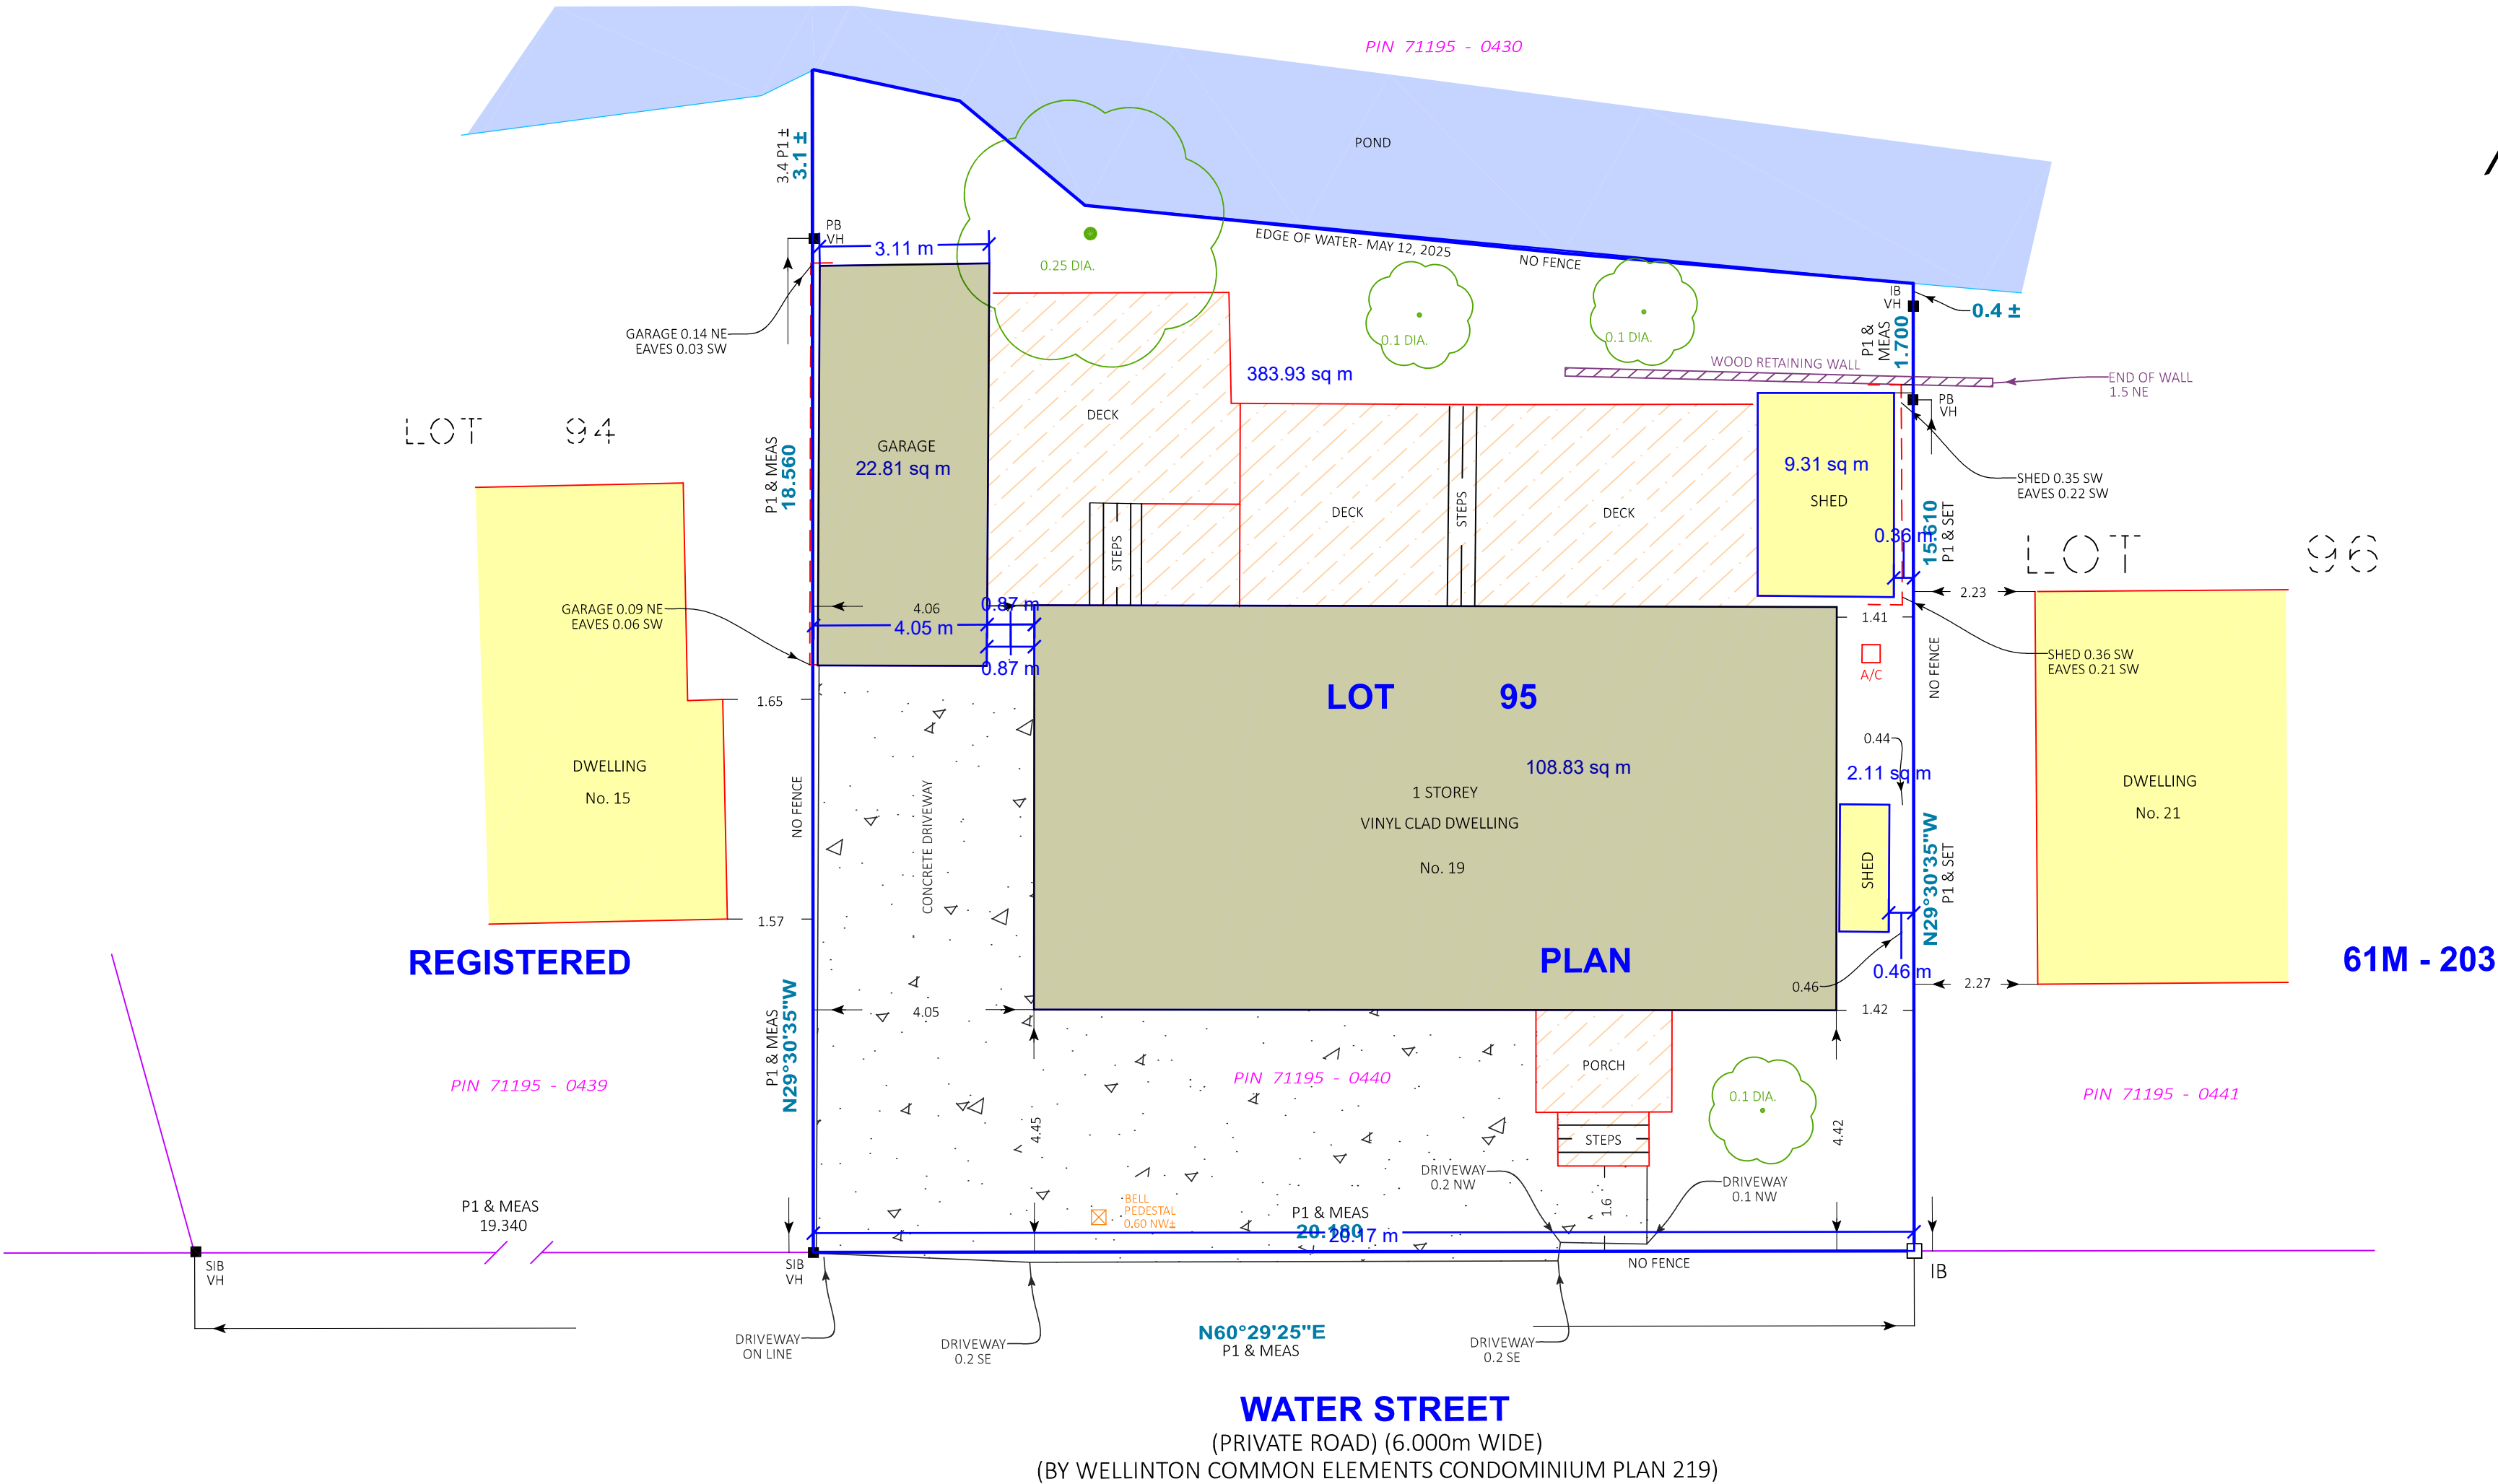 PIN 71195 - 0430
POND
3.4 P1 ±
3.1 ±
PB
VH
3.11 m
0.25 DIA.
EDGE OF WATER- MAY 12, 2025
NO FENCE
IB
VH
0.4 ±
GARAGE 0.14 NE
EAVES 0.03 SW
0.1 DIA.
0.1 DIA.
P1 &
MEAS
1.700
WOOD RETAINING WALL
END OF WALL
1.5 NE
383.93 sq m
PB
VH
LOT 94
DECK
GARAGE
22.81 sq m
P1 & MEAS
18.560
9.31 sq m
SHED
SHED 0.35 SW
EAVES 0.22 SW
DECK
STEPS
DECK
STEPS
0.36 m
15.610
P1 & SET
LOT 96
GARAGE 0.09 NE
EAVES 0.06 SW
4.06
0.87 m
4.05 m
0.87 m
2.23
1.41
A/C
NO FENCE
SHED 0.36 SW
EAVES 0.21 SW
1.65
LOT 95
0.44
108.83 sq m
2.11 sq m
DWELLING
No. 15
NO FENCE
CONCRETE DRIVEWAY
1 STOREY
VINYL CLAD DWELLING
No. 19
SHED
DWELLING
No. 21
N29°30'35"W
P1 & SET
1.57
REGISTERED
PLAN
61M - 203
0.46 m
0.46
2.27
4.05
1.42
P1 & MEAS
N29°30'35"W
PIN 71195 - 0439
PIN 71195 - 0440
PORCH
0.1 DIA.
PIN 71195 - 0441
4.45
STEPS
4.42
DRIVEWAY
0.2 NW
DRIVEWAY
0.1 NW
1.6
P1 & MEAS
19.340
BELL
PEDESTAL
0.60 NW±
P1 & MEAS
20.180
20.17 m
NO FENCE
SIB
VH
SIB
VH
IB
DRIVEWAY
ON LINE
DRIVEWAY
0.2 SE
N60°29'25"E
P1 & MEAS
DRIVEWAY
0.2 SE
WATER STREET
(PRIVATE ROAD) (6.000m WIDE)
(BY WELLINTON COMMON ELEMENTS CONDOMINIUM PLAN 219)